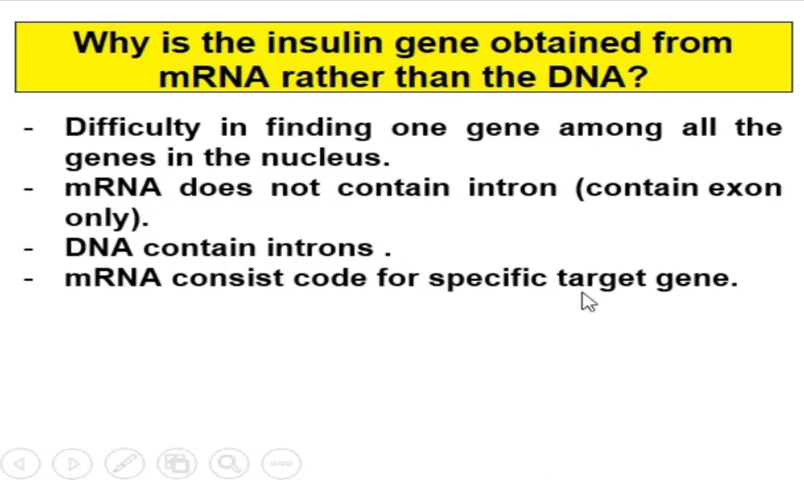 Why is the insulin gene obtained from
mRNA rather than the DNA?
- Difficulty in finding one gene among all the
genes in the nucleus.
- mRNA does not contain intron (contain exon
only).
- DNA contain introns .
- mRNA consist code for specific target gene.